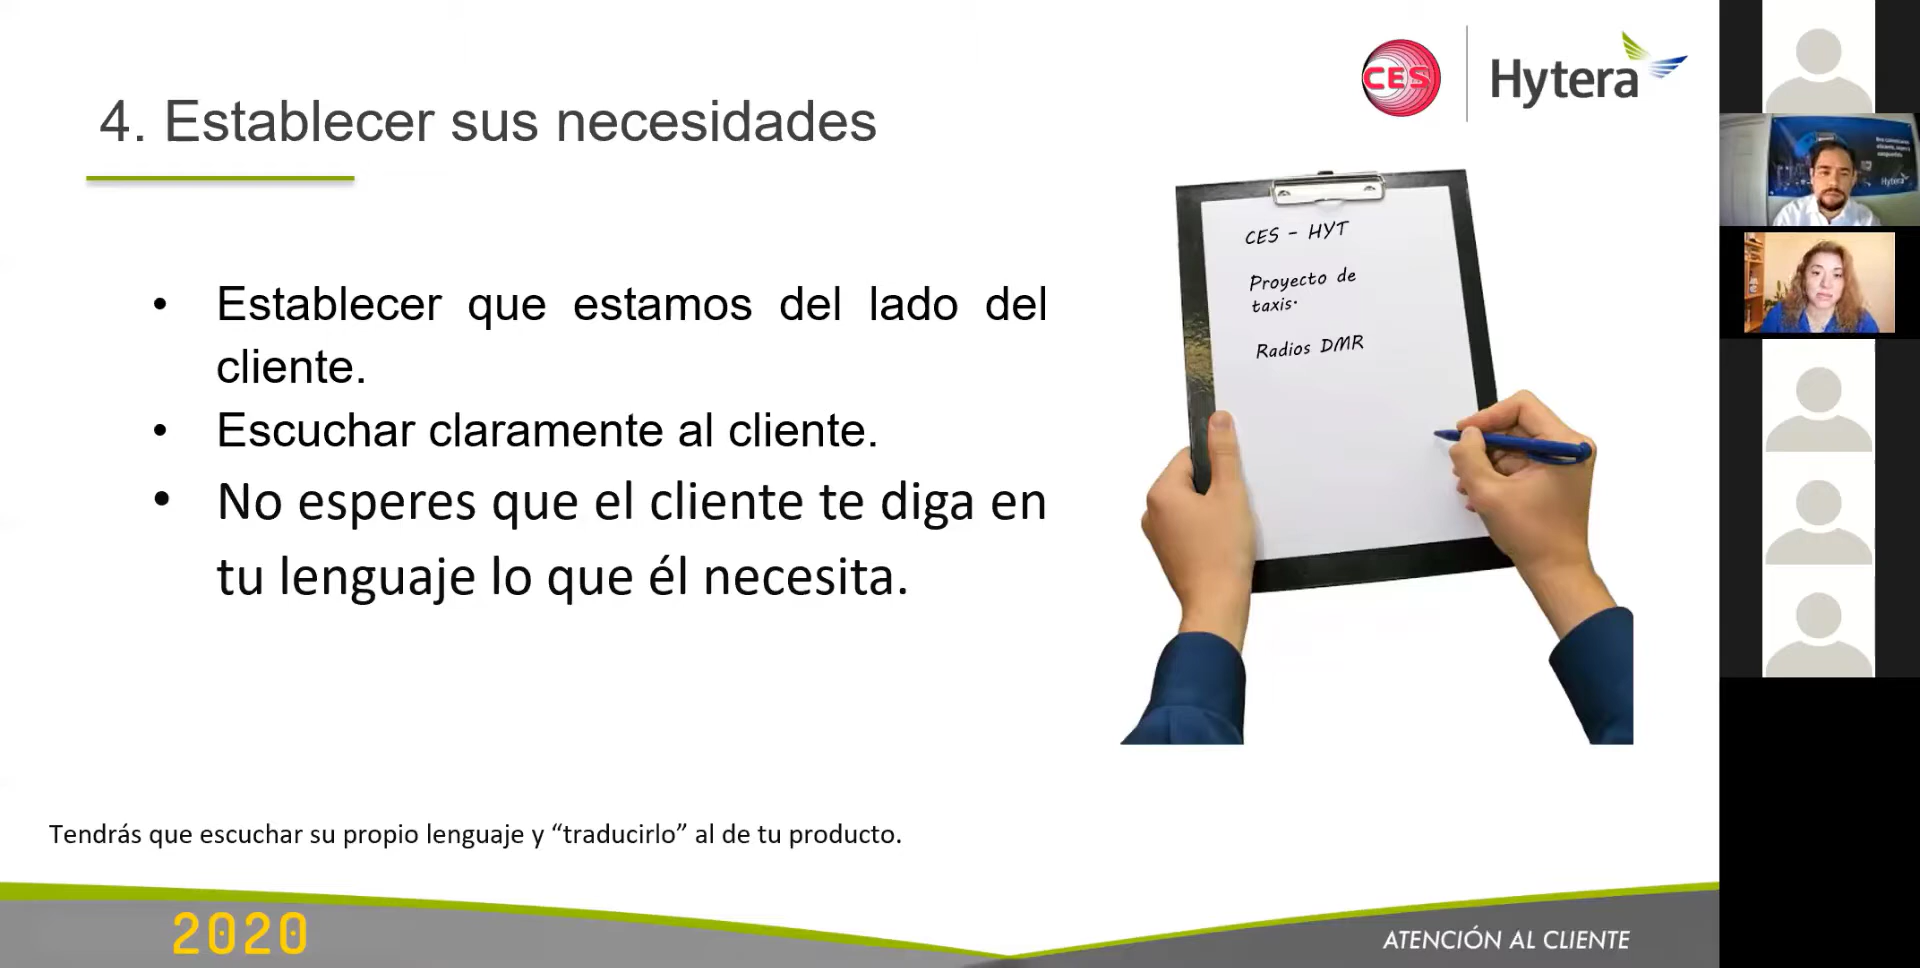 CES
Hytera
4. Establecer sus necesidades
• Establecer que estamos del lado del
cliente.
• Escuchar claramente al cliente.
• No esperes que el cliente te diga en
tu lenguaje lo que él necesita.
CES - HYT
Proyecto de
taxis.
Radios DMR
Tendrás que escuchar su propio lenguaje y “traducirlo” al de tu producto.
2020
ATENCIÓN AL CLIENTE
Hytera